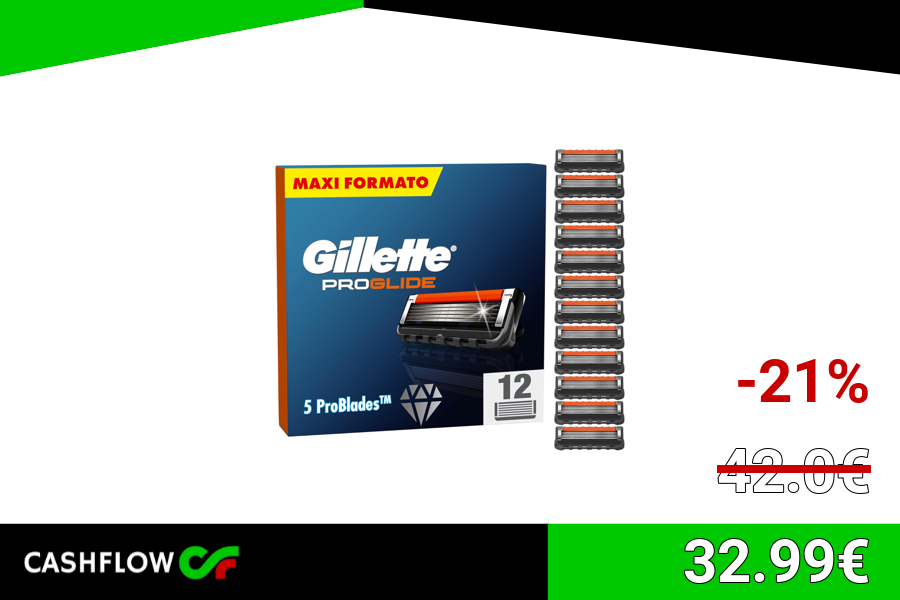 MAXI FORMATO
Gillette®
PROGLIDE
5 ProBlades™
12
-21%
42.0€
CASHFLOW
32.99€